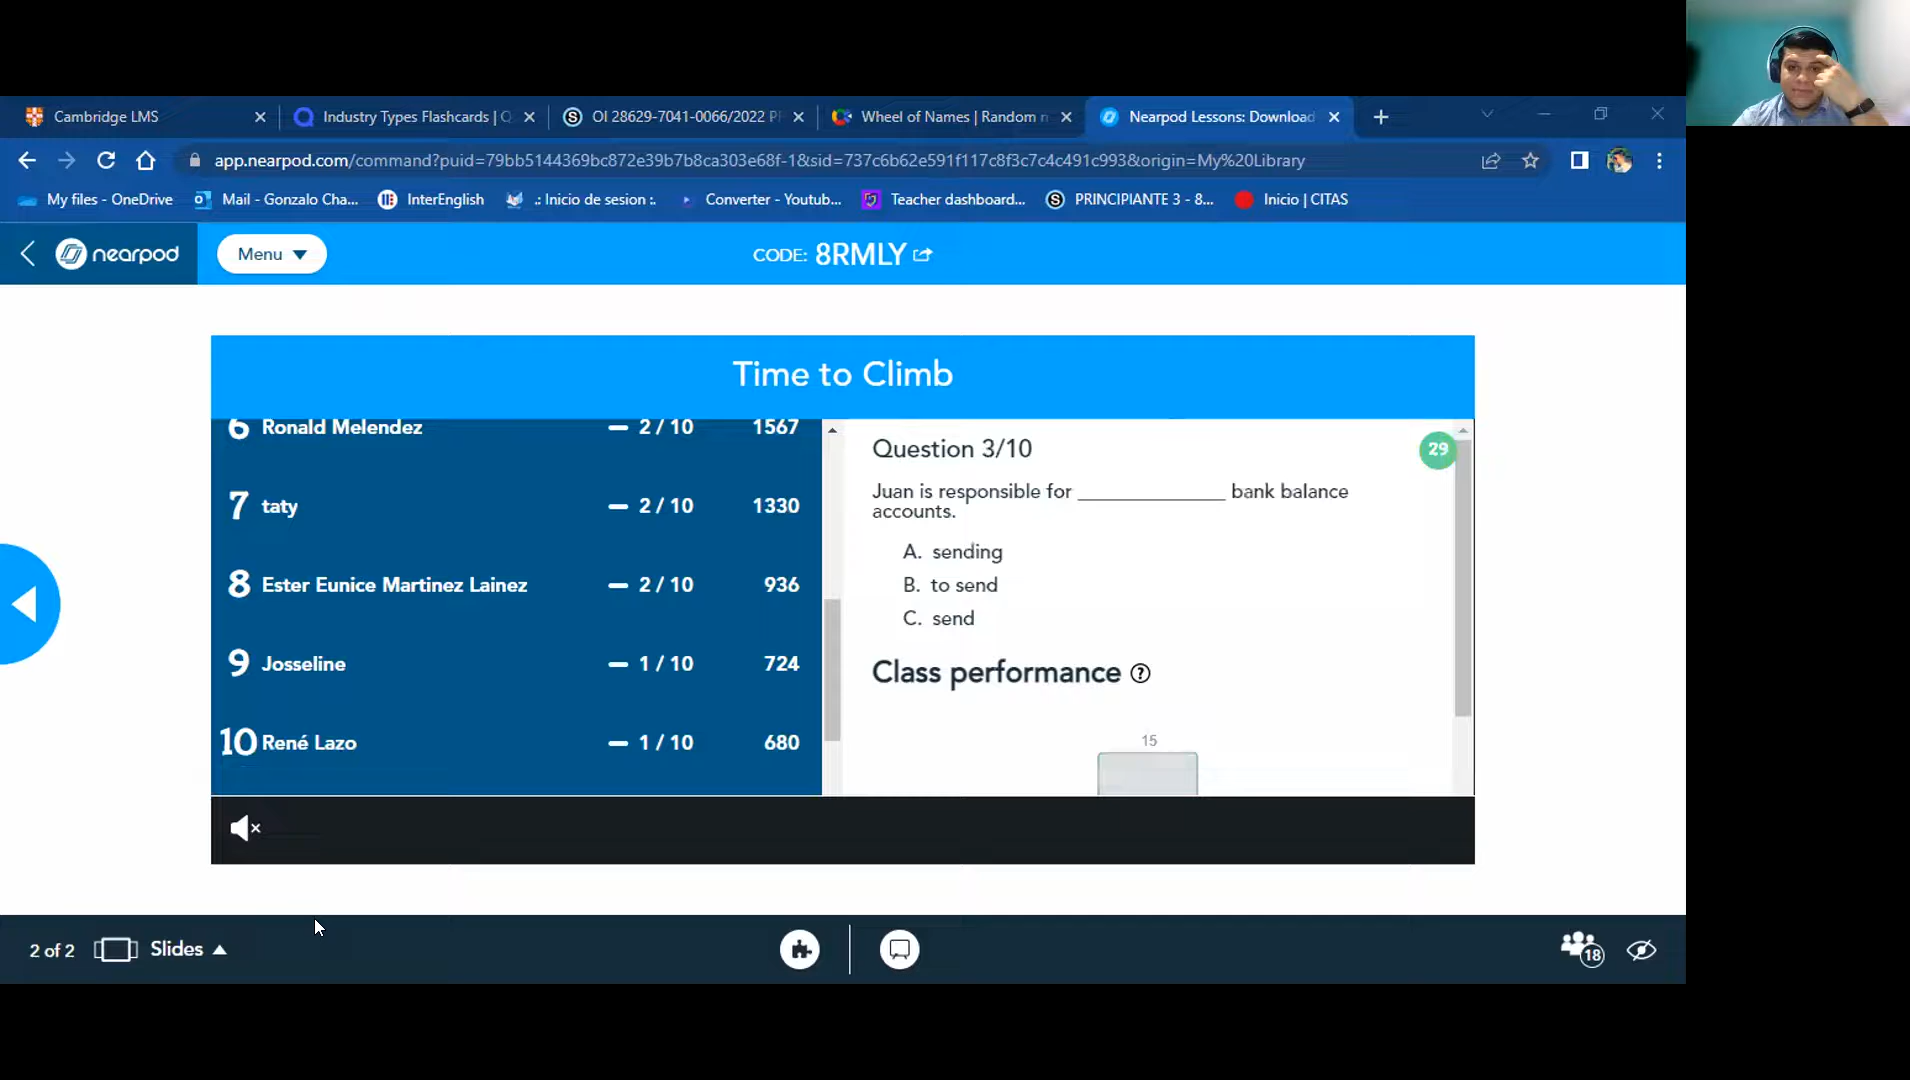 Cambridge LMS
Industry Types Flashcards | Q
OI 28629-7041-0066/2022 P
Wheel of Names | Random n
Nearpod Lessons: Download
app.nearpod.com/command?puid=79bb5144369bc872e39b7b8ca303e68f-1&sid=737c6b62e591f117c8f3c7c4c491c993&origin=My%20Library
My files - OneDrive
Mail - Gonzalo Cha...
InterEnglish
.: Inicio de sesion :.
Converter - Youtub...
Teacher dashboard...
PRINCIPIANTE 3 - 8...
Inicio | CITAS
nearpod
Menu
CODE: 8RMLY
Time to Climb
6 Ronald Melendez — 2 / 10 1567
7 taty — 2 / 10 1330
8 Ester Eunice Martinez Lainez — 2 / 10 936
9 Josseline — 1 / 10 724
10 René Lazo — 1 / 10 680
Question 3/10
29
Juan is responsible for ______________ bank balance
accounts.
A. sending
B. to send
C. send
Class performance ?
15
2 of 2
Slides
18